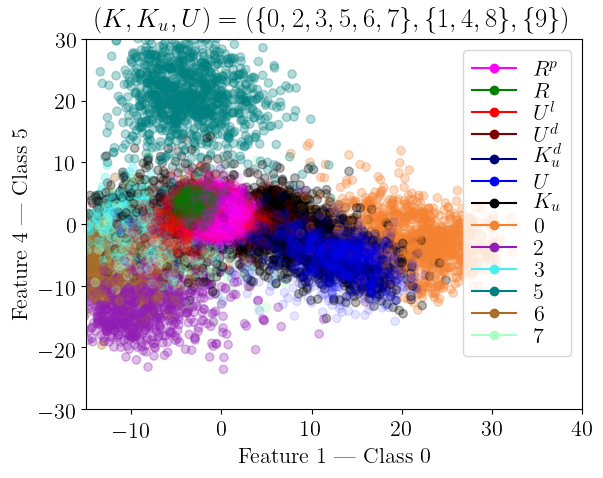 (K, K_u, U) = ({0, 2, 3, 5, 6, 7}, {1, 4, 8}, {9})
30
20
10
0
−10
−20
−30
Feature 4 — Class 5
−10
0
10
20
30
40
Feature 1 — Class 0
R^p
R
U^l
U^d
K_u^d
U
K_u
0
2
3
5
6
7